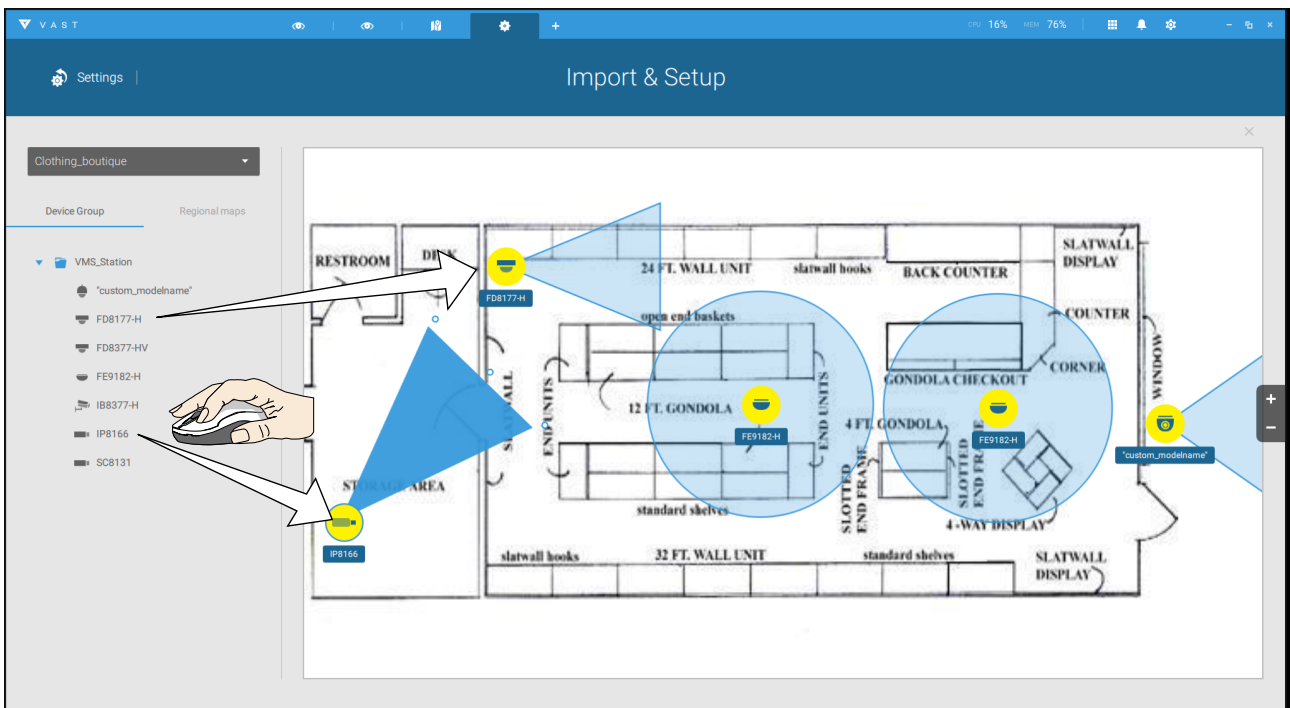 VAST
CPU 16% MEM 76%
Settings
Import & Setup
Clothing_boutique
Device Group
Regional maps
VMS_Station
"custom_modelname"
FD8177-H
FD8377-HV
FE9182-H
IB8377-H
IP8166
SC8131
RESTROOM
FD8177-H
24 FT. WALL UNIT
slatwall hooks
BACK COUNTER
SLATWALL
DISPLAY
open end baskets
COUNTER
CORNER
WINDOW
GONDOLA CHECKOUT
SLATWALL
END UNITS
12 FT. GONDOLA
END UNITS
FE9182-H
4 FT. GONDOLA
FE9182-H
"custom_modelname"
AREA
IP8166
standard shelves
SLOTTED
END FRAME
SLOTTED
END FRAME
4-WAY DISPLAY
slatwall hooks
32 FT. WALL UNIT
standard shelves
SLATWALL
DISPLAY
+
−